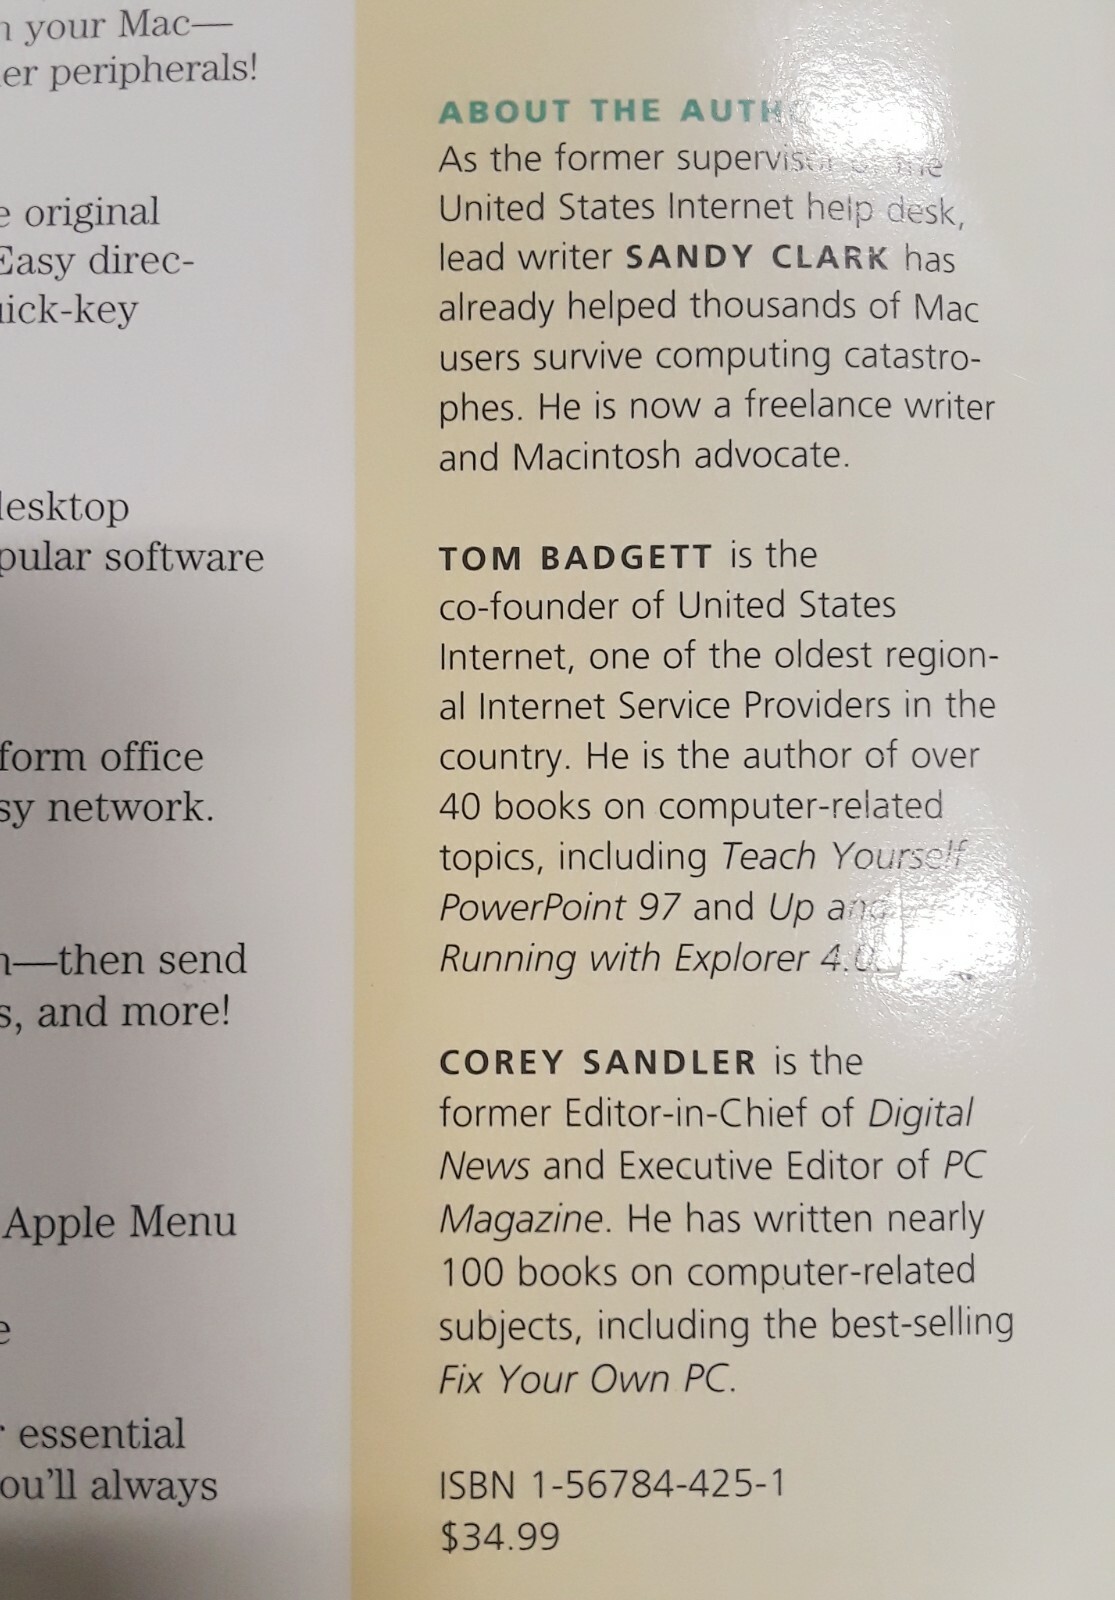 your Mac—
er peripherals!
original
Easy direc-
ick-key
desktop
pular software
form office
sy network.
—then send
s, and more!
Apple Menu
essential
ou'll always
ABOUT THE
As the former
United States Internet help desk,
lead writer SANDY CLARK has
already helped thousands of Mac
users survive computing catastro-
phes. He is now a freelance writer
and Macintosh advocate.
TOM BADGETT is the
co-founder of United States
Internet, one of the oldest region-
al Internet Service Providers in the
country. He is the author of over
40 books on computer-related
topics, including Teach Yourself
PowerPoint 97 and Up and
Running with Explorer 4.0.
COREY SANDLER is the
former Editor-in-Chief of Digital
News and Executive Editor of PC
Magazine. He has written nearly
100 books on computer-related
subjects, including the best-selling
Fix Your Own PC.
ISBN 1-56784-425-1
$34.99